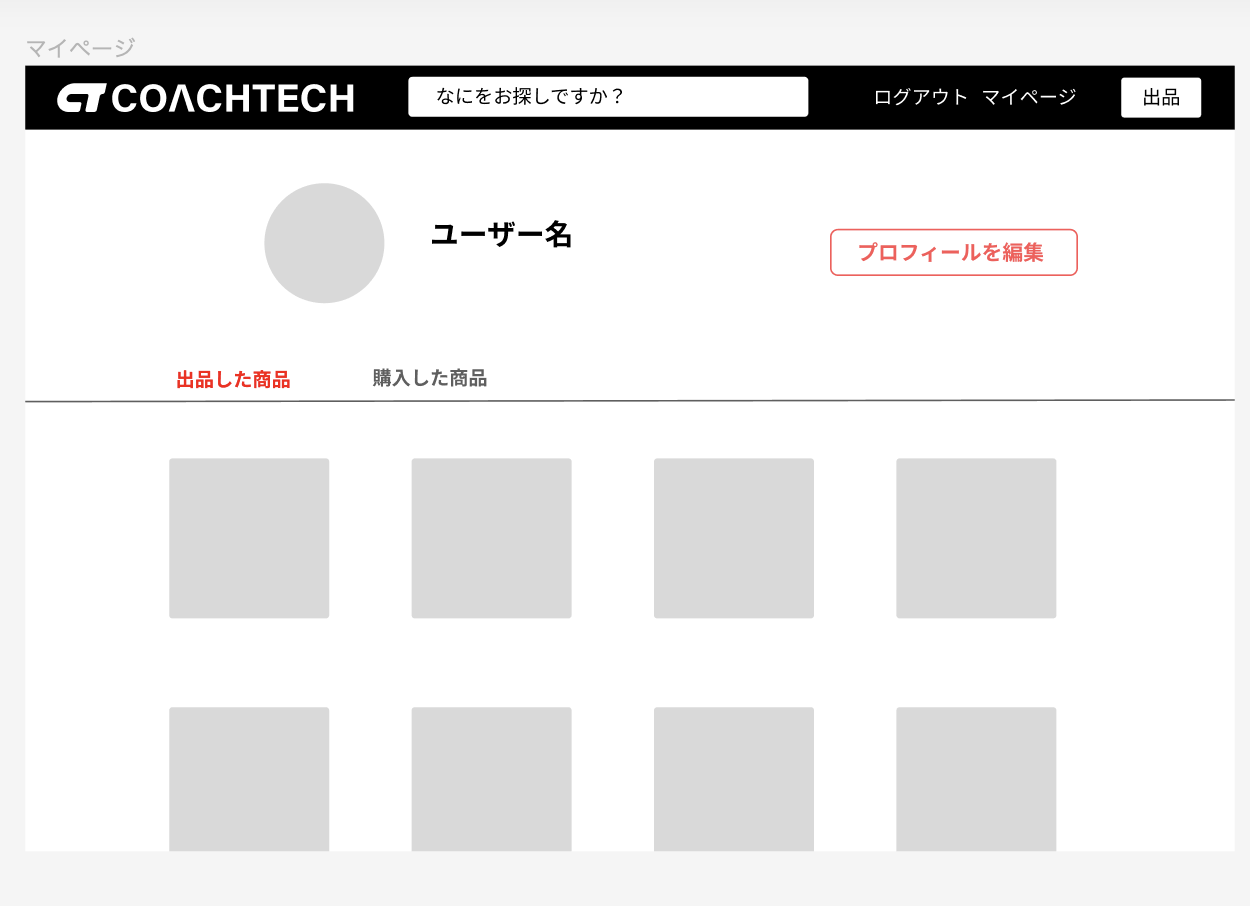 マイページ
COACHTECH
なにをお探しですか？
ログアウト マイページ
出品
ユーザー名
プロフィールを編集
出品した商品
購入した商品